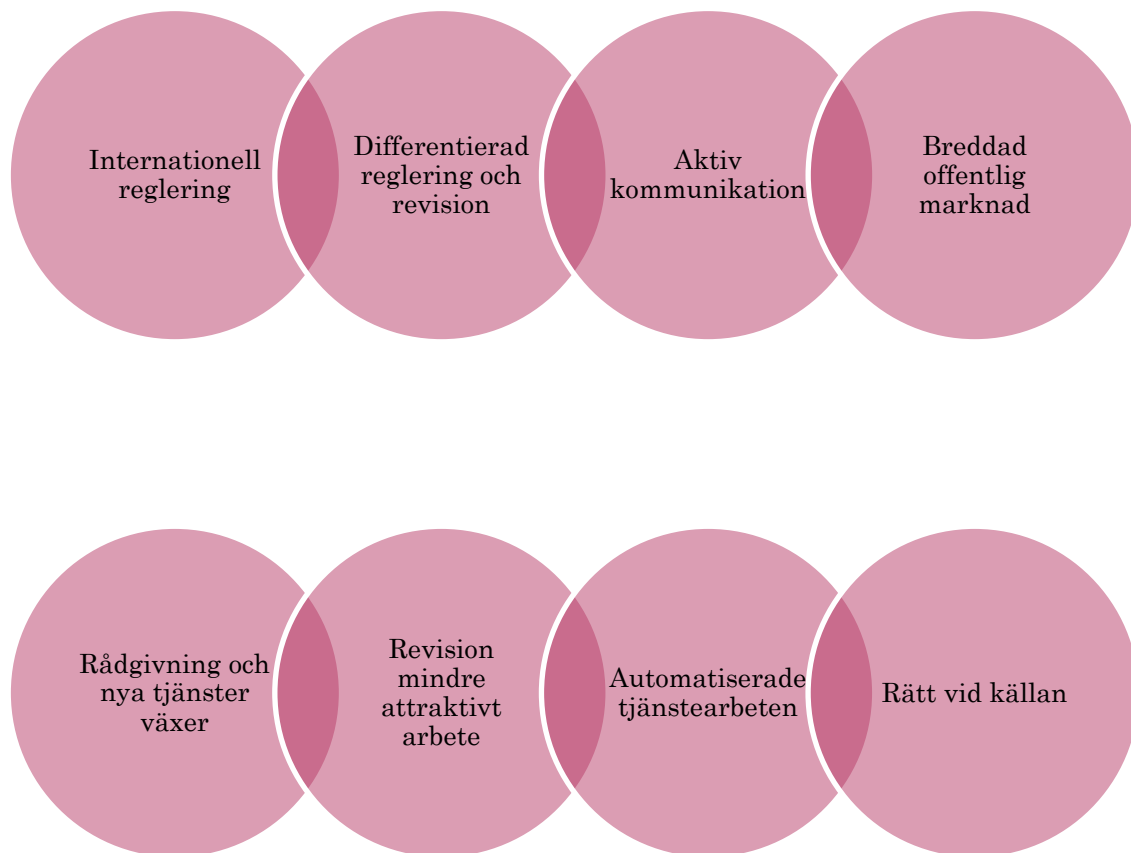 Internationell
reglering
Differentierad
reglering och
revision
Aktiv
kommunikation
Breddad
offentlig
marknad
Rådgivning och
nya tjänster
växer
Revision
mindre
attraktivt
arbete
Automatiserade
tjänstearbeten
Rätt vid källan